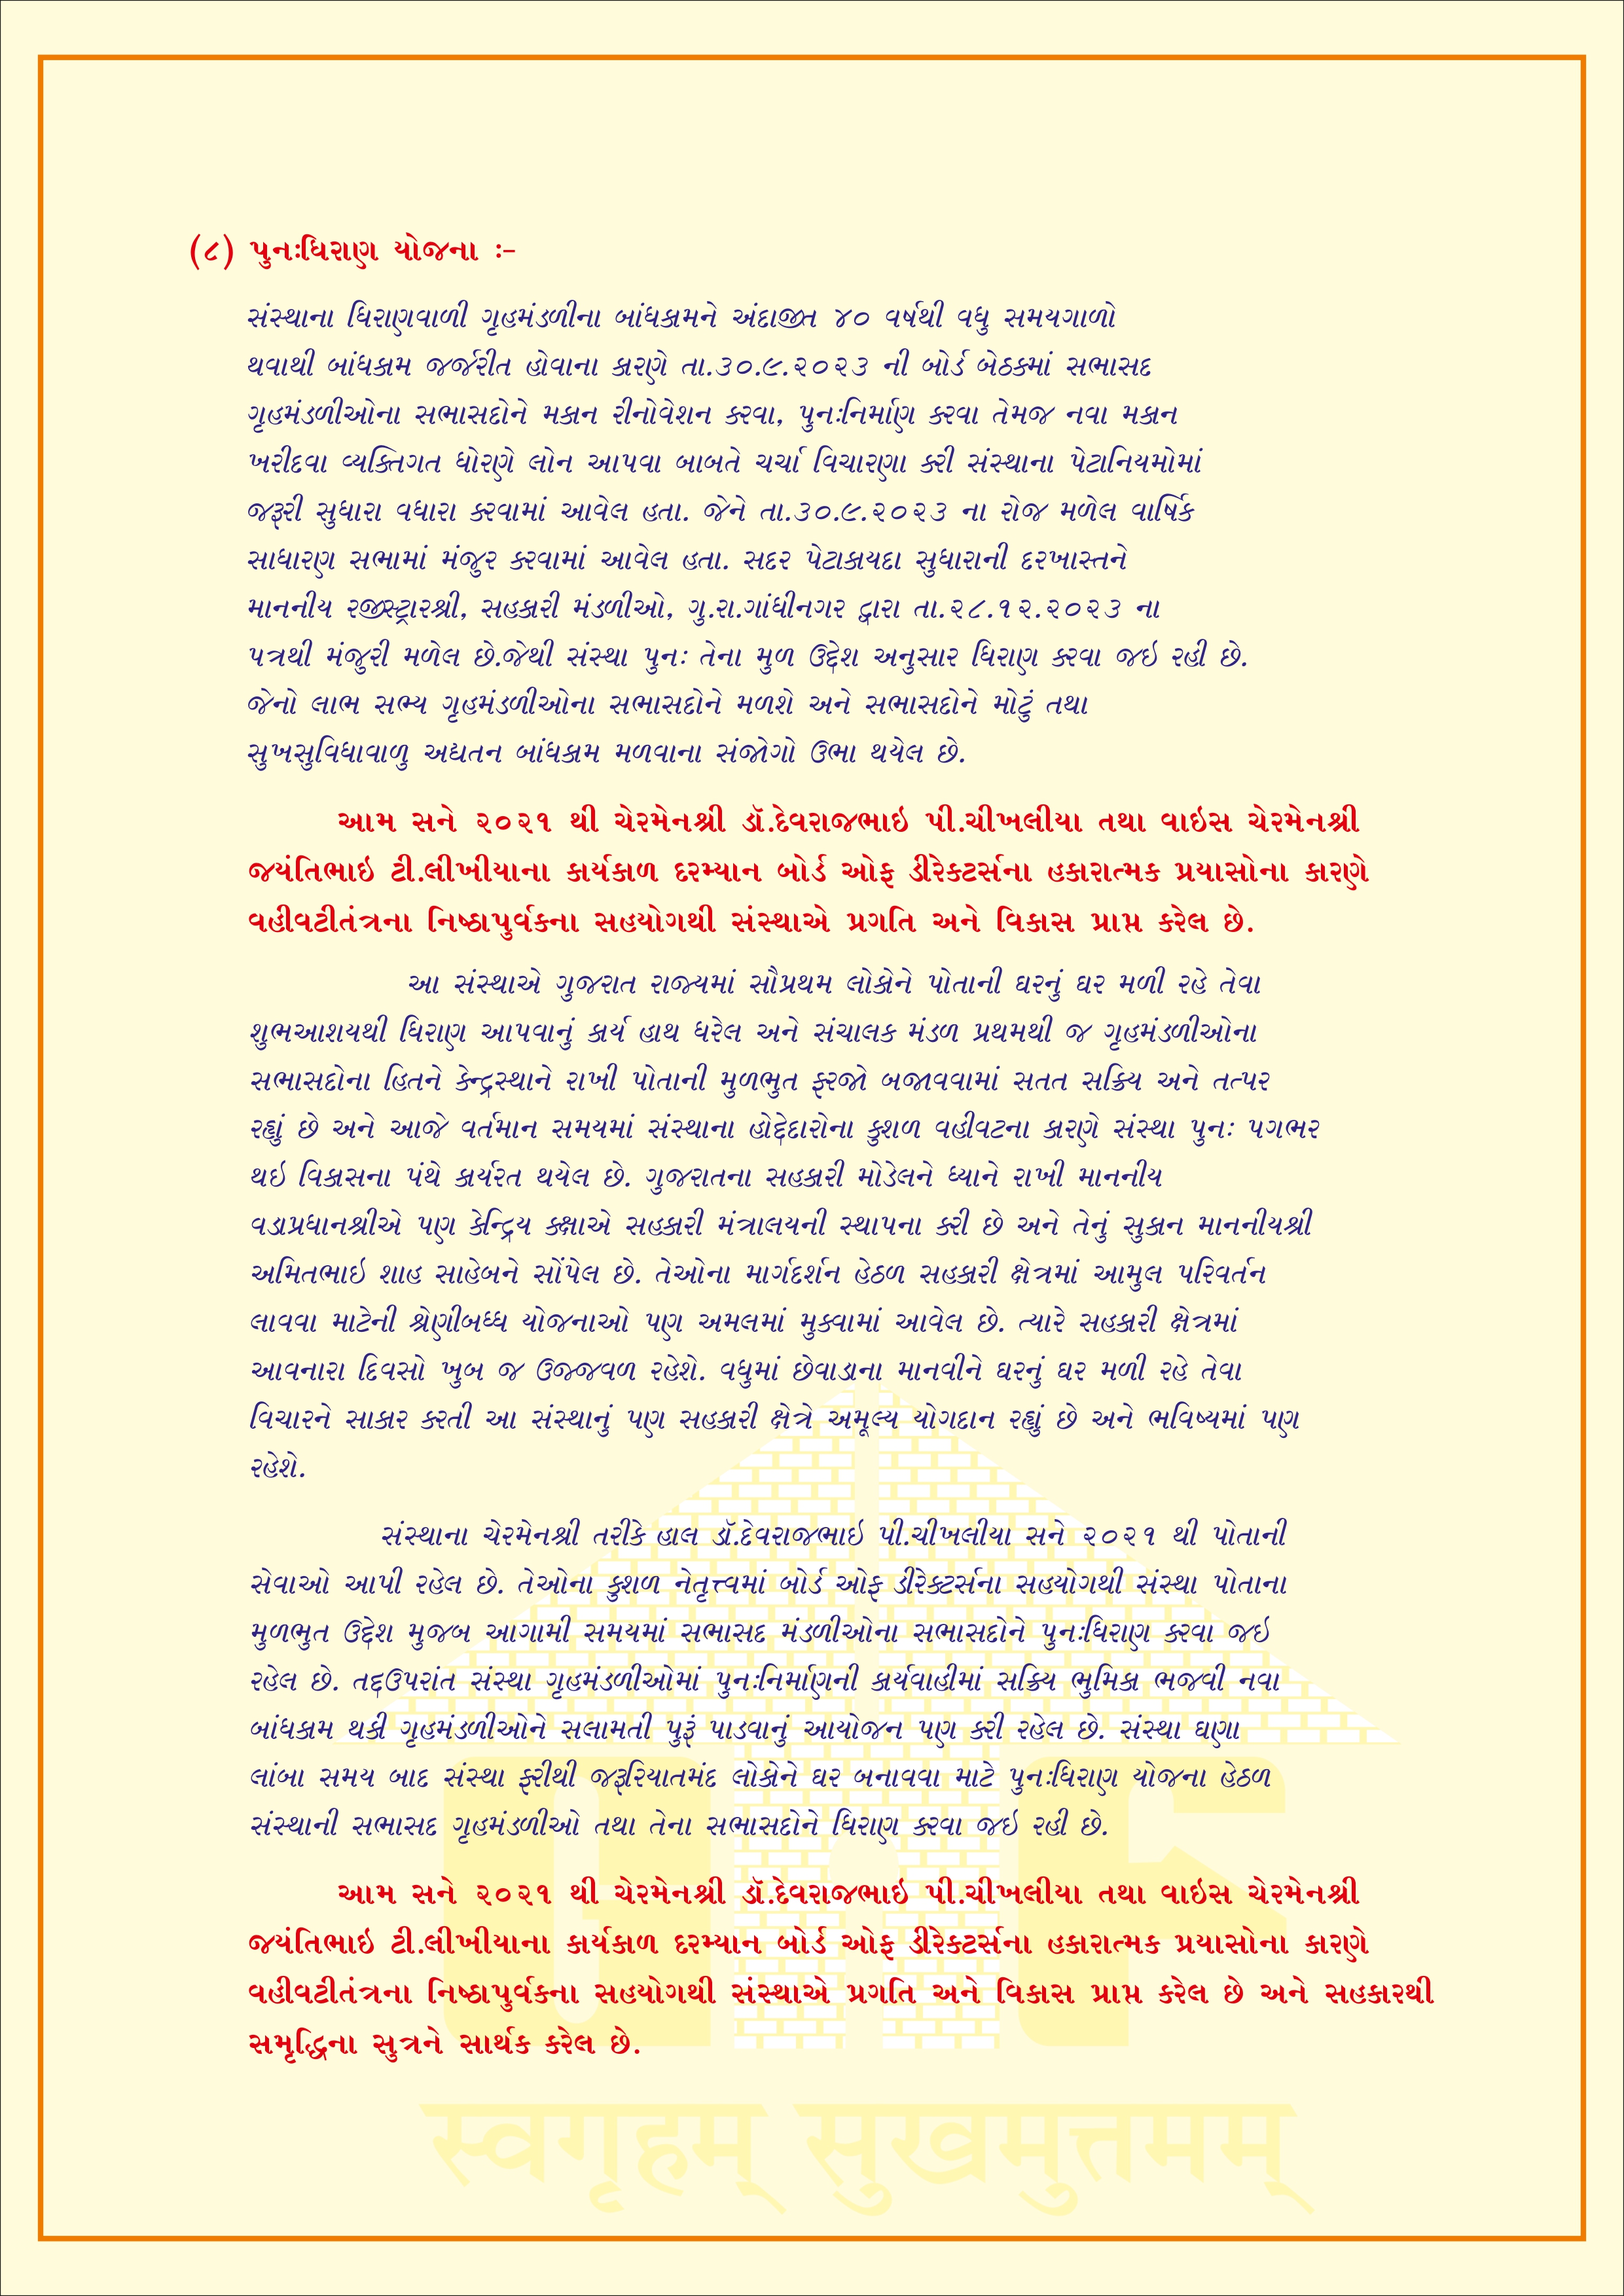 (૮) પુનઃધિરાણ યોજના :-
સંસ્થાના ધિરાણવાળી ગૃહમંડળીના બાંધકામને અંદાજીત ૪૦ વર્ષથી વધુ સમયગાળો
થવાથી બાંધકામ જર્જરીત હોવાના કારણે તા.૩૦.૯.૨૦૨૩ ની બોર્ડ બેઠકમાં સભાસદ
ગૃહમંડળીઓના સભાસદોને મકાન રીનોવેશન કરવા, પુનઃનિર્માણ કરવા તેમજ નવા મકાન
ખરીદવા વ્યક્તિગત ધોરણે લોન આપવા બાબતે ચર્ચા વિચારણા કરી સંસ્થાના પેટાનિયમોમાં
જરૂરી સુધારા વધારા કરવામાં આવેલ હતા. જેને તા.૩૦.૯.૨૦૨૩ ના રોજ મળેલ વાર્ષિક
સાધારણ સભામાં મંજુર કરવામાં આવેલ હતા. સદર પેટાકાયદા સુધારાની દરખાસ્તને
માનનીય રજીસ્ટ્રારશ્રી, સહકારી મંડળીઓ, ગુ.રા.ગાંધીનગર દ્વારા તા.૨૮.૧૨.૨૦૨૩ ના
પત્રથી મંજુરી મળેલ છે.જેથી સંસ્થા પુનઃ તેના મુળ ઉદ્દેશ અનુસાર ધિરાણ કરવા જઇ રહી છે.
જેનો લાભ સભ્ય ગૃહમંડળીઓના સભાસદોને મળશે અને સભાસદોને મોટું તથા
સુખસુવિધાવાળુ અદ્યતન બાંધકામ મળવાના સંજોગો ઉભા થયેલ છે.
આમ સને ૨૦૨૧ થી ચેરમેનશ્રી ડૉ.દેવરાજભાઇ પી.ચીખલીયા તથા વાઇસ ચેરમેનશ્રી
જયંતિભાઇ ટી.લીખીયાના કાર્યકાળ દરમ્યાન બોર્ડ ઓફ ડીરેક્ટર્સના હકારાત્મક પ્રયાસોના કારણે
વહીવટીતંત્રના નિષ્ઠાપુર્વકના સહયોગથી સંસ્થાએ પ્રગતિ અને વિકાસ પ્રાપ્ત કરેલ છે.
આ સંસ્થાએ ગુજરાત રાજ્યમાં સૌપ્રથમ લોકોને પોતાની ઘરનું ઘર મળી રહે તેવા
શુભઆશયથી ધિરાણ આપવાનું કાર્ય હાથ ધરેલ અને સંચાલક મંડળ પ્રથમથી જ ગૃહમંડળીઓના
સભાસદોના હિતને કેન્દ્રસ્થાને રાખી પોતાની મુળભુત ફરજો બજાવવામાં સતત સક્રિય અને તત્પર
રહ્યું છે અને આજે વર્તમાન સમયમાં સંસ્થાના હોદ્દેદારોના કુશળ વહીવટના કારણે સંસ્થા પુનઃ પગભર
થઇ વિકાસના પંથે કાર્યરત થયેલ છે. ગુજરાતના સહકારી મોડેલને ધ્યાને રાખી માનનીય
વડાપ્રધાનશ્રીએ પણ કેન્દ્રિય કક્ષાએ સહકારી મંત્રાલયની સ્થાપના કરી છે અને તેનું સુકાન માનનીયશ્રી
અમિતભાઇ શાહ સાહેબને સોંપેલ છે. તેઓના માર્ગદર્શન હેઠળ સહકારી ક્ષેત્રમાં આમુલ પરિવર્તન
લાવવા માટેની શ્રેણીબધ્ધ યોજનાઓ પણ અમલમાં મુકવામાં આવેલ છે. ત્યારે સહકારી ક્ષેત્રમાં
આવનારા દિવસો ખુબ જ ઉજ્જવળ રહેશે. વધુમાં છેવાડાના માનવીને ઘરનું ઘર મળી રહે તેવા
વિચારને સાકાર કરતી આ સંસ્થાનું પણ સહકારી ક્ષેત્રે અમૂલ્ય યોગદાન રહ્યું છે અને ભવિષ્યમાં પણ
રહેશે.
સંસ્થાના ચેરમેનશ્રી તરીકે હાલ ડૉ.દેવરાજભાઇ પી.ચીખલીયા સને ૨૦૨૧ થી પોતાની
સેવાઓ આપી રહેલ છે. તેઓના કુશળ નેતૃત્ત્વમાં બોર્ડ ઓફ ડીરેક્ટર્સના સહયોગથી સંસ્થા પોતાના
મુળભુત ઉદ્દેશ મુજબ આગામી સમયમાં સભાસદ મંડળીઓના સભાસદોને પુનઃધિરાણ કરવા જઇ
રહેલ છે. તદ્દઉપરાંત સંસ્થા ગૃહમંડળીઓમાં પુનઃનિર્માણની કાર્યવાહીમાં સક્રિય ભુમિકા ભજવી નવા
બાંધકામ થકી ગૃહમંડળીઓને સલામતી પુરૂં પાડવાનું આયોજન પણ કરી રહેલ છે. સંસ્થા ઘણા
લાંબા સમય બાદ સંસ્થા ફરીથી જરૂરિયાતમંદ લોકોને ઘર બનાવવા માટે પુનઃધિરાણ યોજના હેઠળ
સંસ્થાની સભાસદ ગૃહમંડળીઓ તથા તેના સભાસદોને ધિરાણ કરવા જઇ રહી છે.
આમ સને ૨૦૨૧ થી ચેરમેનશ્રી ડૉ.દેવરાજભાઇ પી.ચીખલીયા તથા વાઇસ ચેરમેનશ્રી
જયંતિભાઇ ટી.લીખીયાના કાર્યકાળ દરમ્યાન બોર્ડ ઓફ ડીરેક્ટર્સના હકારાત્મક પ્રયાસોના કારણે
વહીવટીતંત્રના નિષ્ઠાપુર્વકના સહયોગથી સંસ્થાએ પ્રગતિ અને વિકાસ પ્રાપ્ત કરેલ છે અને સહકારથી
સમૃદ્ધિના સુત્રને સાર્થક કરેલ છે.
स्वगृहम् सुखमुत्तमम्